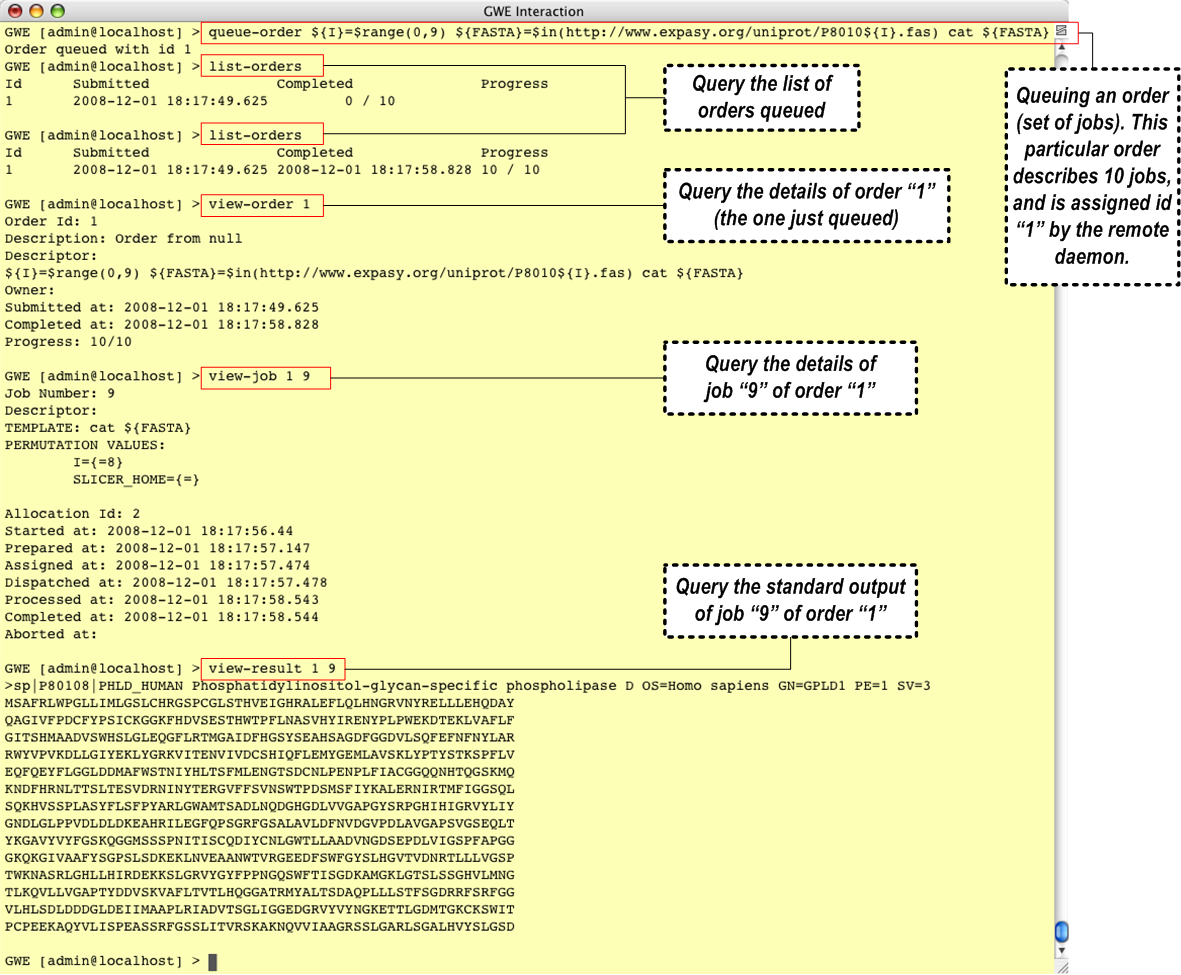 GWE Interaction
GWE [admin@localhost] > queue-order ${I}=$range(0,9) ${FASTA}=$in(http://www.expasy.org/uniprot/P8010${I}.fas) cat ${FASTA}
Order queued with id 1
GWE [admin@localhost] > list-orders
Id Submitted Completed Progress
1 2008-12-01 18:17:49.625 0 / 10
GWE [admin@localhost] > list-orders
Id Submitted Completed Progress
1 2008-12-01 18:17:49.625 2008-12-01 18:17:58.828 10 / 10
GWE [admin@localhost] > view-order 1
Order Id: 1
Description: Order from null
Descriptor:
${I}=$range(0,9) ${FASTA}=$in(http://www.expasy.org/uniprot/P8010${I}.fas) cat ${FASTA}
Owner:
Submitted at: 2008-12-01 18:17:49.625
Completed at: 2008-12-01 18:17:58.828
Progress: 10/10
GWE [admin@localhost] > view-job 1 9
Job Number: 9
Descriptor:
TEMPLATE: cat ${FASTA}
PERMUTATION VALUES:
I={=8}
SLICER_HOME={=}
Allocation Id: 2
Started at: 2008-12-01 18:17:56.44
Prepared at: 2008-12-01 18:17:57.147
Assigned at: 2008-12-01 18:17:57.474
Dispatched at: 2008-12-01 18:17:57.478
Processed at: 2008-12-01 18:17:58.543
Completed at: 2008-12-01 18:17:58.544
Aborted at:
GWE [admin@localhost] > view-result 1 9
>sp|P80108|PHLD_HUMAN Phosphatidylinositol-glycan-specific phospholipase D OS=Homo sapiens GN=GPLD1 PE=1 SV=3
MSAFRLWPGLLIMLGSLCHRGSPCGLSTHVEIGHRALEFLQLHNGRVNYRELLLEHQDAY
QAGIVFPDCFYPSICKGGKFHDVSESTHWTPFLNASVHYIRENYPLPWEKDTEKLVAFLF
GITSHMAADVSWHSLGLEQGFLRTMGAIDFHGSYSEAHSAGDFGGDVLSQFEFNFNYLAR
RWYVPVKDLLGIYEKLYGRKVITENVIVDCSHIQFLEMYGEMLAVSKLYPTYSTKSPFLV
EQFQEYFLGGLDDMAFWSTNIYHLTSFMLENGTSDCNLPENPLFIACGGQQNHTQGSKMQ
KNDFHRNLTTSLTESVDRNINYTERGVFFSVNSWTPDSMSFIYKALERNIRTMFIGGSQL
SQKHVSSPLASYFLSFPYARLGWAMTSADLNQDGHGDLVVGAPGYSRPGHIHIGRVYLIY
GNDLGLPPVDLDLDKEAHRILEGFQPSGRFGSALAVLDFNVDGVPDLAVGAPSVGSEQLT
YKGAVYVYFGSKQGGMSSSPNITISCQDIYCNLGWTLLAADVNGDSEPDLVIGSPFAPGG
GKQKGIVAAFYSGPSLSDKEKLNVEAANWTVRGEEDFSWFGYSLHGVTVDNRTLLLVGSP
TWKNASRLGHLLHIRDEKKSLGRVYGYFPPNGQSWFTISGDKAMGKLGTSLSSGHVLMNG
TLKQVLLVGAPTYDDVSKVAFLTVTLHQGGATRMYALTSDAQPLLLSTFSGDRRFSRFGG
VLHLSDLDDDGLDEIIMAAPLRIADVTSGLIGGEDGRVYVYNGKETTLGDMTGKCKSWIT
PCPEEKAQYVLISPEASSRFGSSLITVRSKAKNQVVIAAGRSSLGARLSGALHVYSLGSD
GWE [admin@localhost] >
Query the list of
orders queued
Queuing an order
(set of jobs). This
particular order
describes 10 jobs,
and is assigned id
“1” by the remote
daemon.
Query the details of order “1”
(the one just queued)
Query the details of
job “9” of order “1”
Query the standard output
of job “9” of order “1”